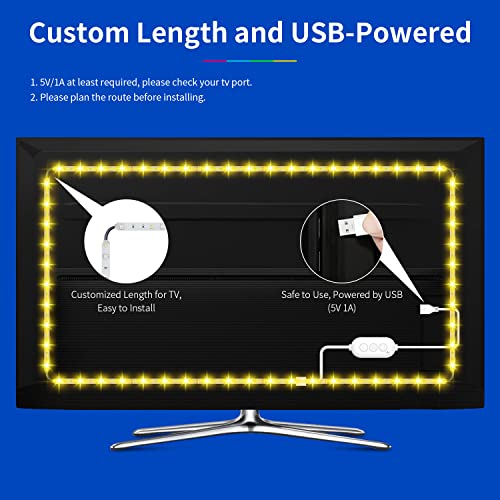 Custom Length and USB-Powered
1. 5V/1A at least required, please check your tv port.
2. Please plan the route before installing.
Customized Length for TV,
Easy to Install
Safe to Use, Powered by USB
(5V 1A)